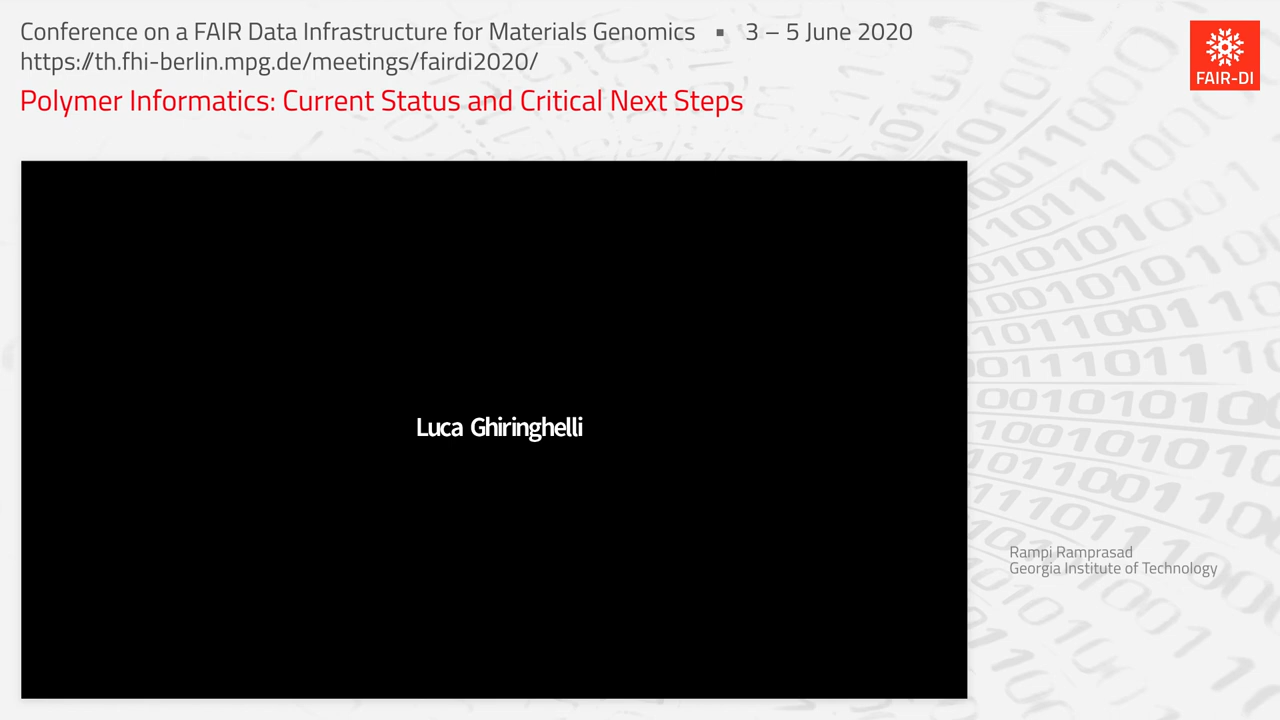 Conference on a FAIR Data Infrastructure for Materials Genomics ▪ 3 – 5 June 2020
https://th.fhi-berlin.mpg.de/meetings/fairdi2020/
Polymer Informatics: Current Status and Critical Next Steps
FAIR-DI
Luca Ghiringhelli
Rampi Ramprasad
Georgia Institute of Technology